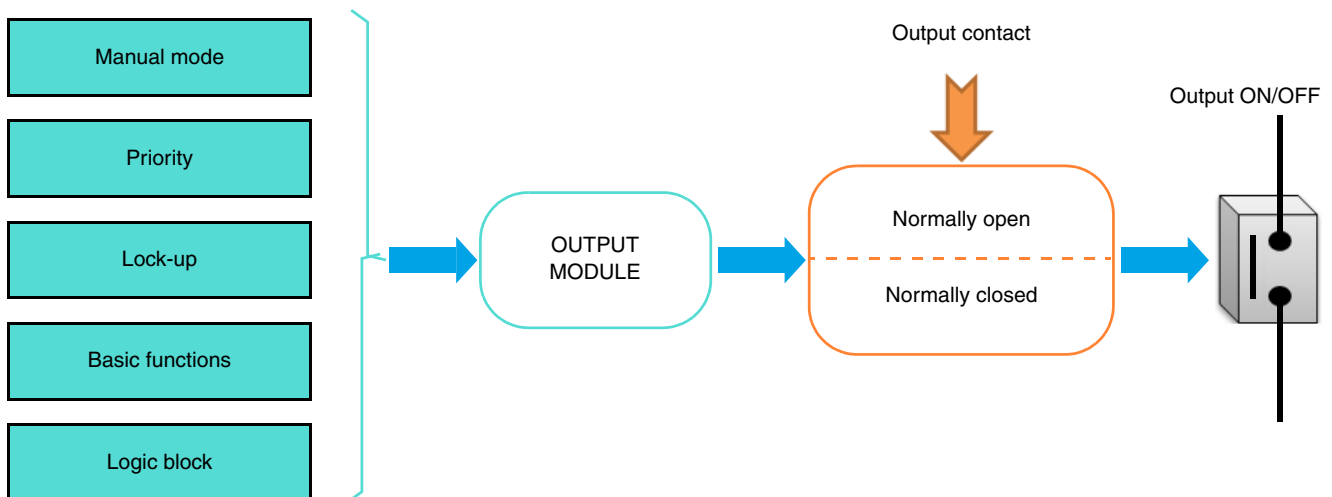 Manual mode
Priority
Lock-up
Basic functions
Logic block
OUTPUT
MODULE
Output contact
Normally open
Normally closed
Output ON/OFF